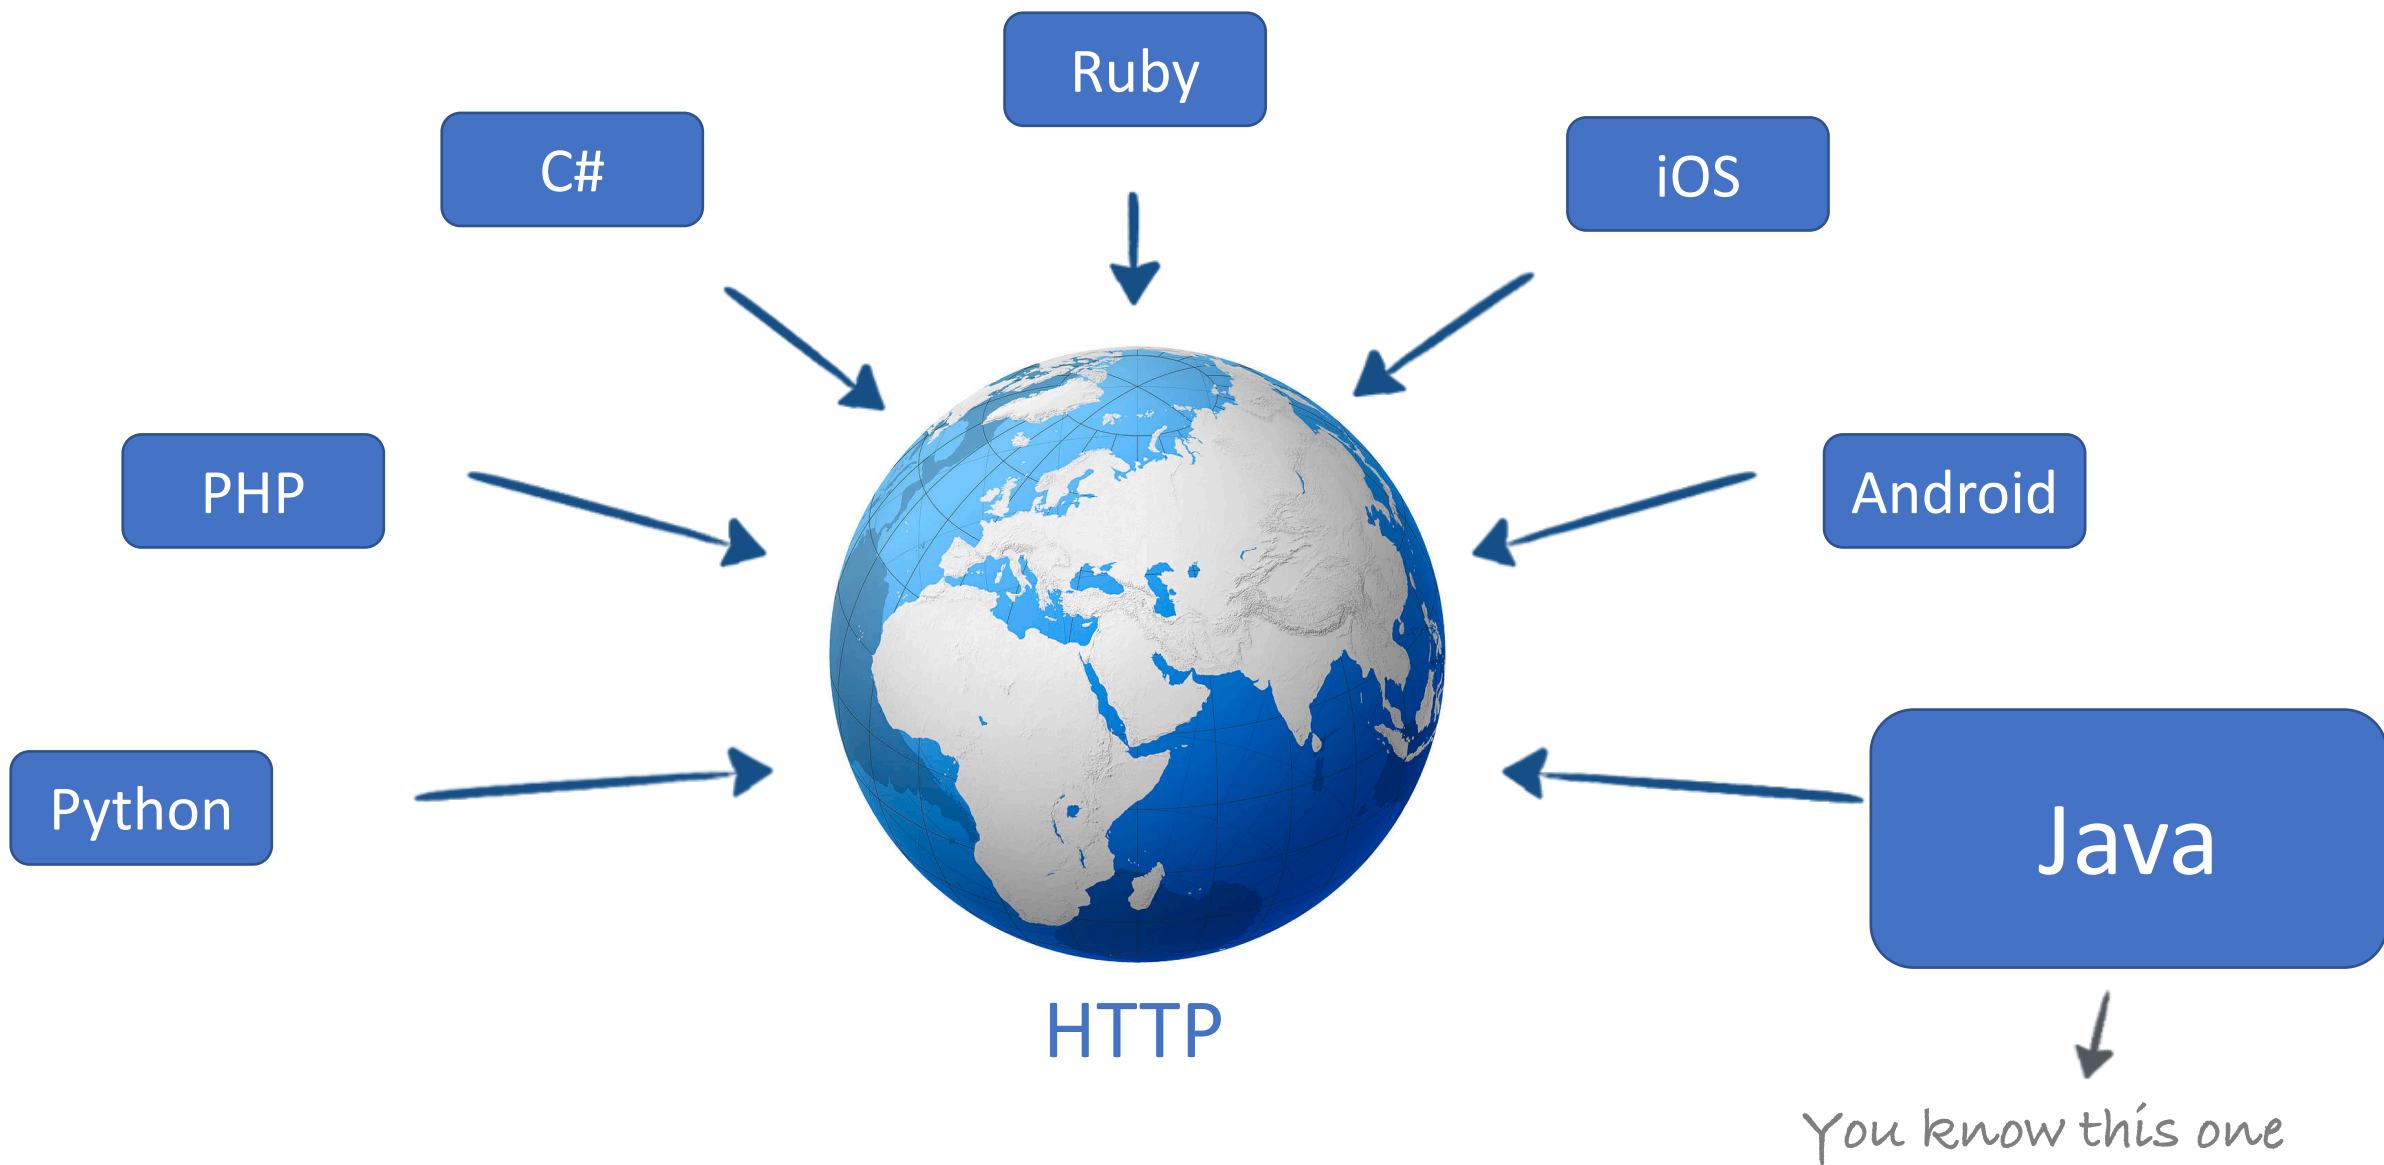 Ruby
C#
iOS
PHP
Android
Python
Java
HTTP
You know this one